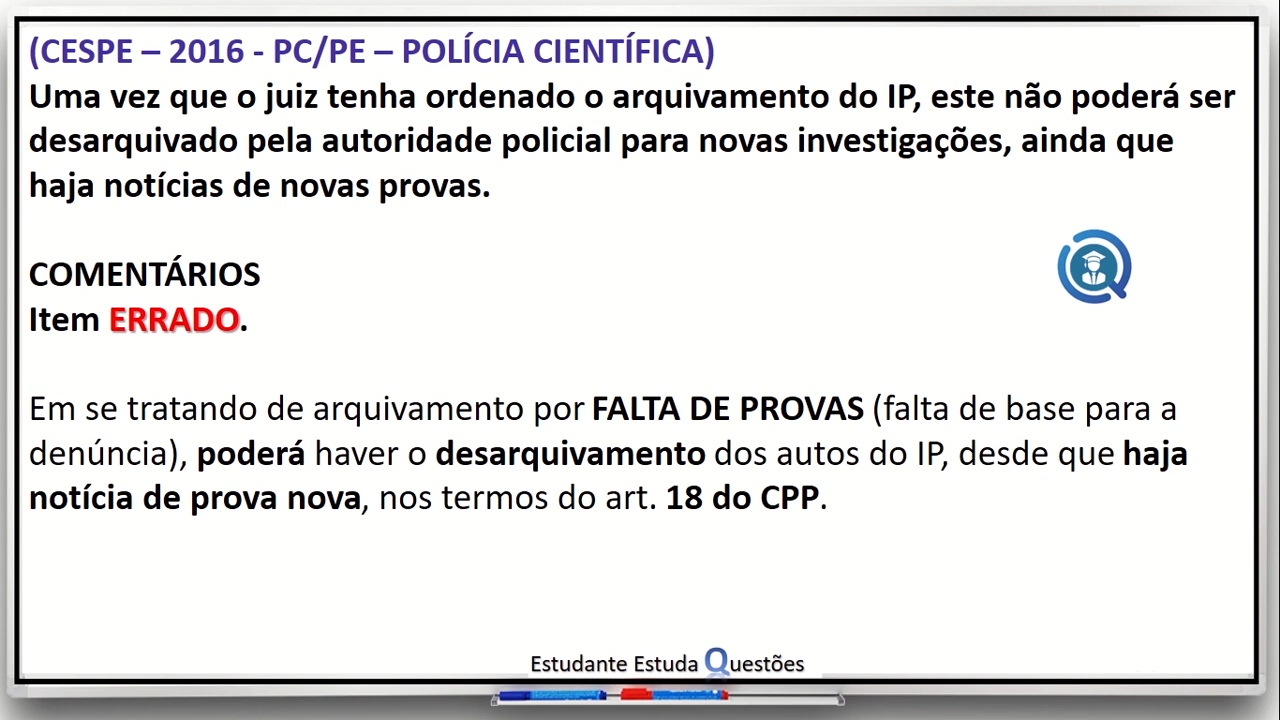 (CESPE – 2016 - PC/PE – POLÍCIA CIENTÍFICA)
Uma vez que o juiz tenha ordenado o arquivamento do IP, este não poderá ser
desarquivado pela autoridade policial para novas investigações, ainda que
haja notícias de novas provas.
COMENTÁRIOS
Item ERRADO.
Em se tratando de arquivamento por FALTA DE PROVAS (falta de base para a
denúncia), poderá haver o desarquivamento dos autos do IP, desde que haja
notícia de prova nova, nos termos do art. 18 do CPP.
Estudante Estuda Questões